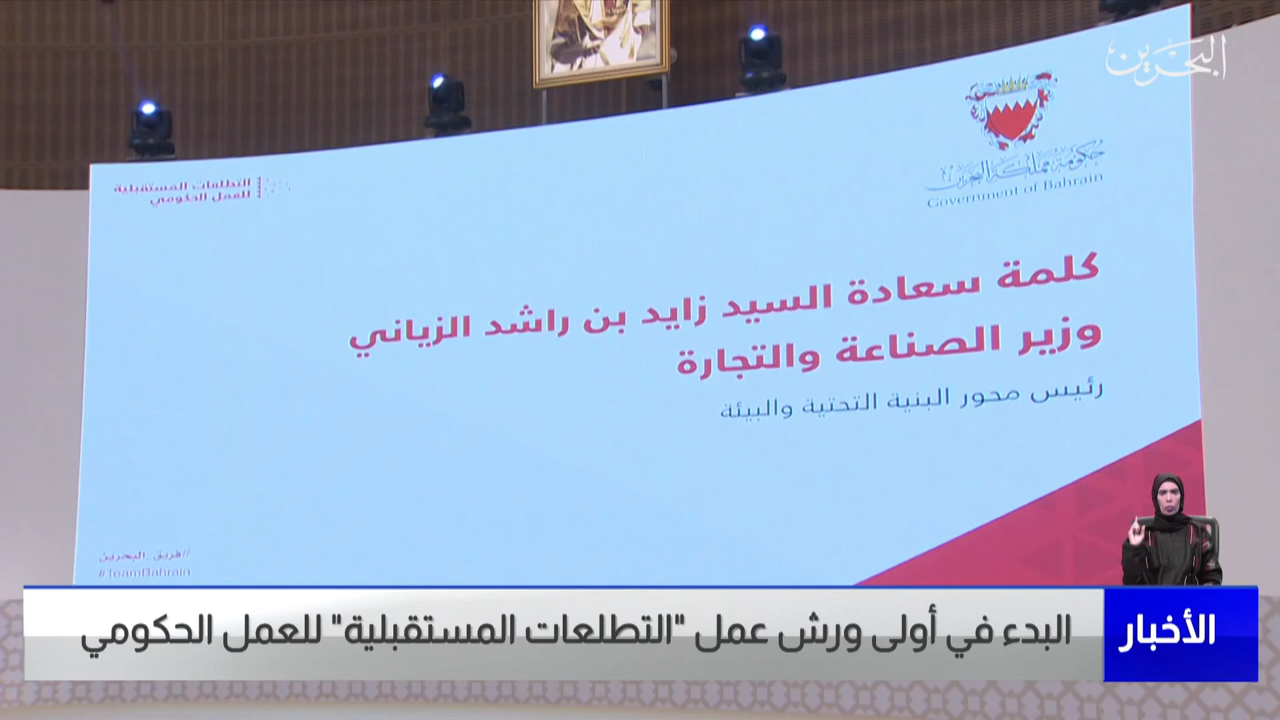 البحرين
حكومة مملكة البحرين
Government of Bahrain
التطلعات المستقبلية
للعمل الحكومي
كلمة سعادة السيد زايد بن راشد الزياني
وزير الصناعة والتجارة
رئيس محور البنية التحتية والبيئة
#فريق_البحرين
#TeamBahrain
الأخبار
البدء في أولى ورش عمل "التطلعات المستقبلية" للعمل الحكومي